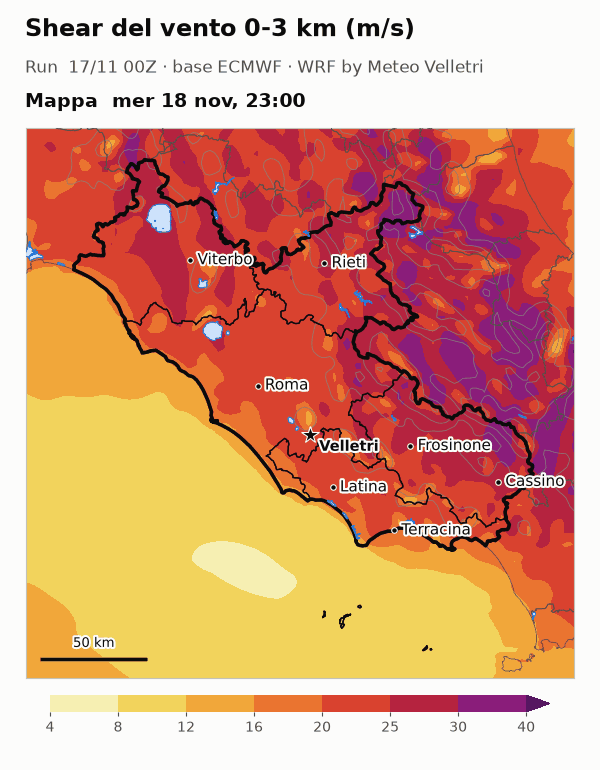 Shear del vento 0-3 km (m/s)
Run 17/11 00Z · base ECMWF · WRF by Meteo Velletri
Mappa mer 18 nov, 23:00
Viterbo
Rieti
Roma
Velletri
Frosinone
Cassino
Latina
Terracina
50 km
4 8 12 16 20 25 30 40